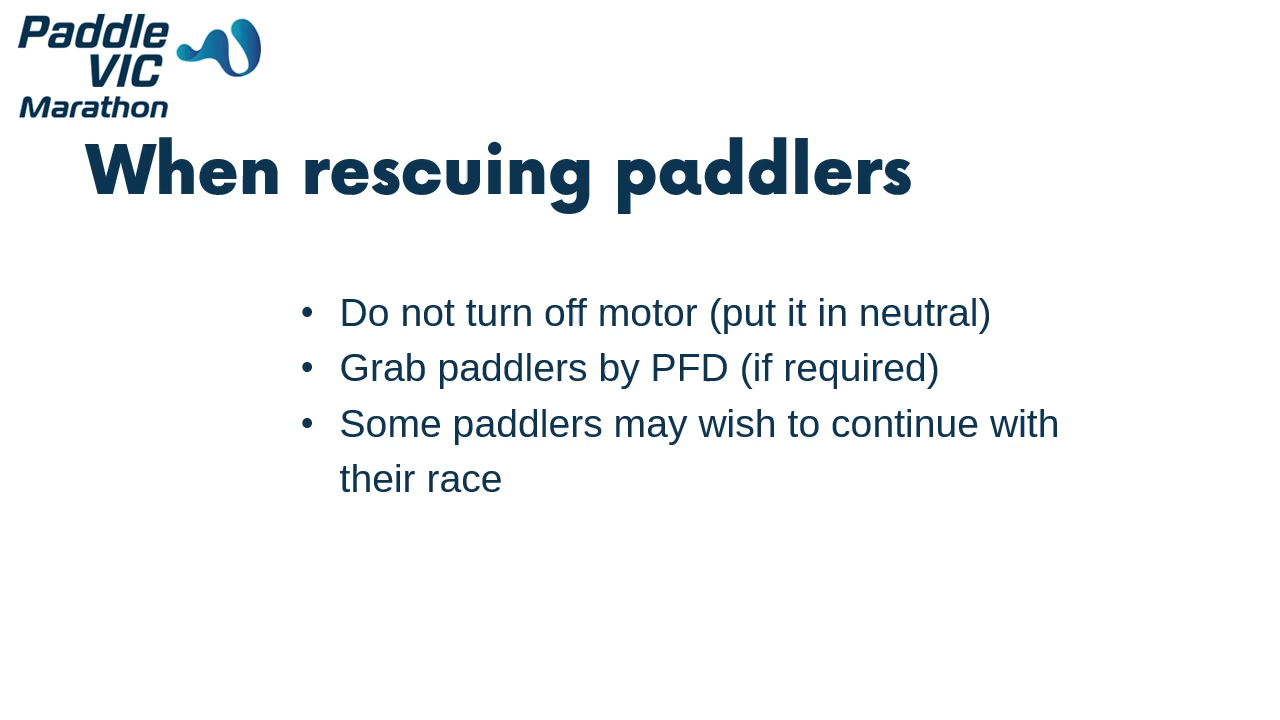 Paddle
VIC
Marathon
When rescuing paddlers
• Do not turn off motor (put it in neutral)
• Grab paddlers by PFD (if required)
• Some paddlers may wish to continue with
their race